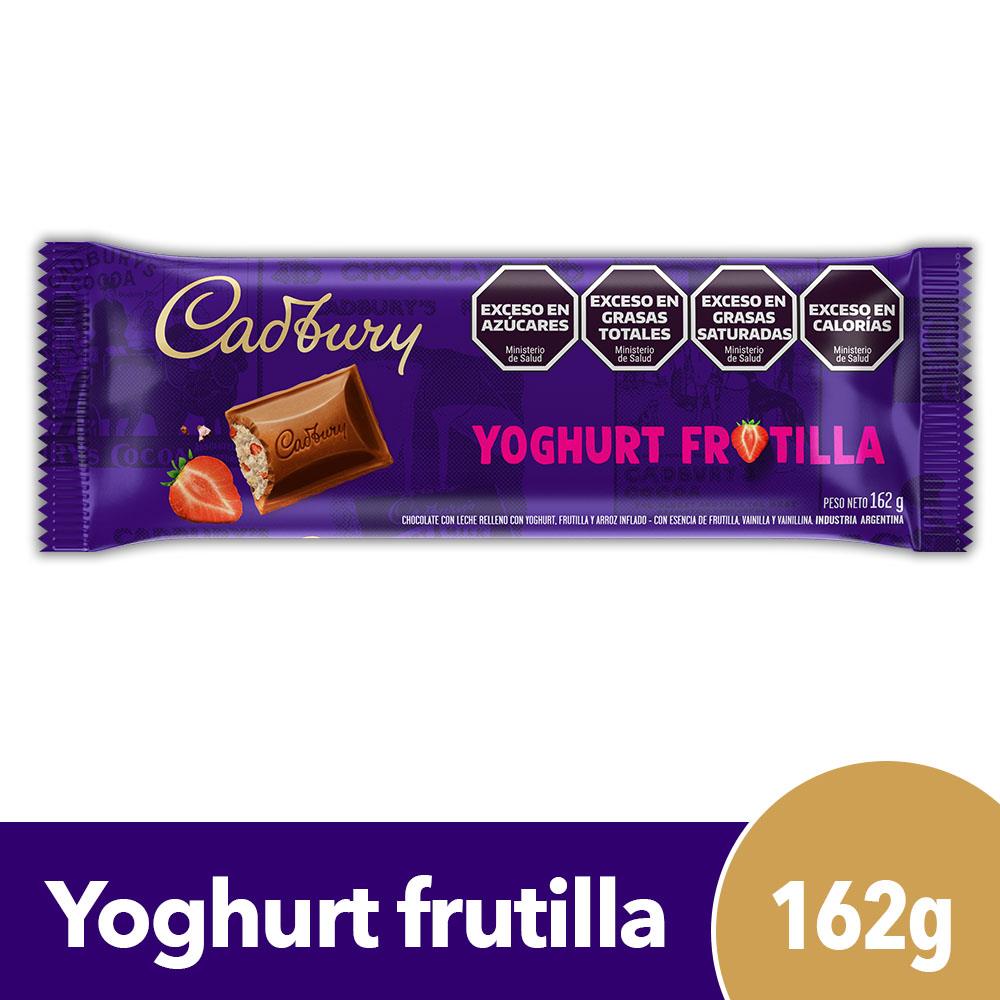 Cadbury
EXCESO EN
AZÚCARES
Ministerio
de Salud
EXCESO EN
GRASAS
TOTALES
Ministerio
de Salud
EXCESO EN
GRASAS
SATURADAS
Ministerio
de Salud
EXCESO EN
CALORÍAS
Ministerio
de Salud
Cadbury
YOGHURT FRUTILLA
PESO NETO 162 g
CHOCOLATE CON LECHE RELLENO CON YOGHURT, FRUTILLA Y ARROZ INFLADO - CON ESENCIA DE FRUTILLA, VAINILLA Y VAINILLINA. INDUSTRIA ARGENTINA
Yoghurt frutilla
162g